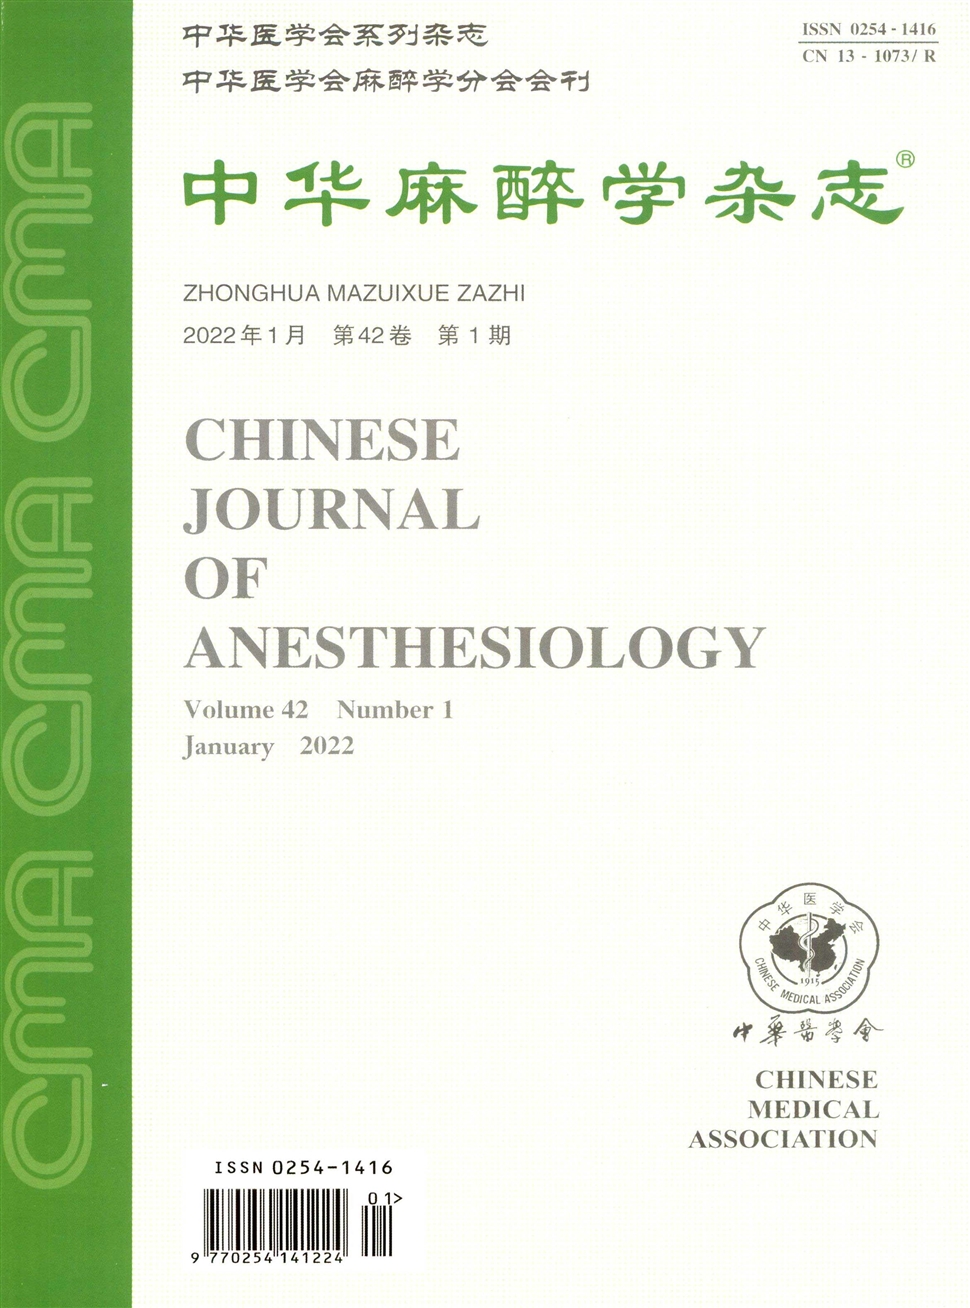 中华医学会系列杂志
中华医学会麻醉学分会会刊
ISSN 0254-1416
CN 13-1073/R
中华麻醉学杂志®
ZHONGHUA MAZUIXUE ZAZHI
2022年1月 第42卷 第1期
CHINESE
JOURNAL
OF
ANESTHESIOLOGY
Volume 42 Number 1
January 2022
CMA CMA CMA
中华医学会
1915
CHINESE MEDICAL ASSOCIATION
中華醫學會
CHINESE
MEDICAL
ASSOCIATION
ISSN 0254-1416
01>
9 770254 141224